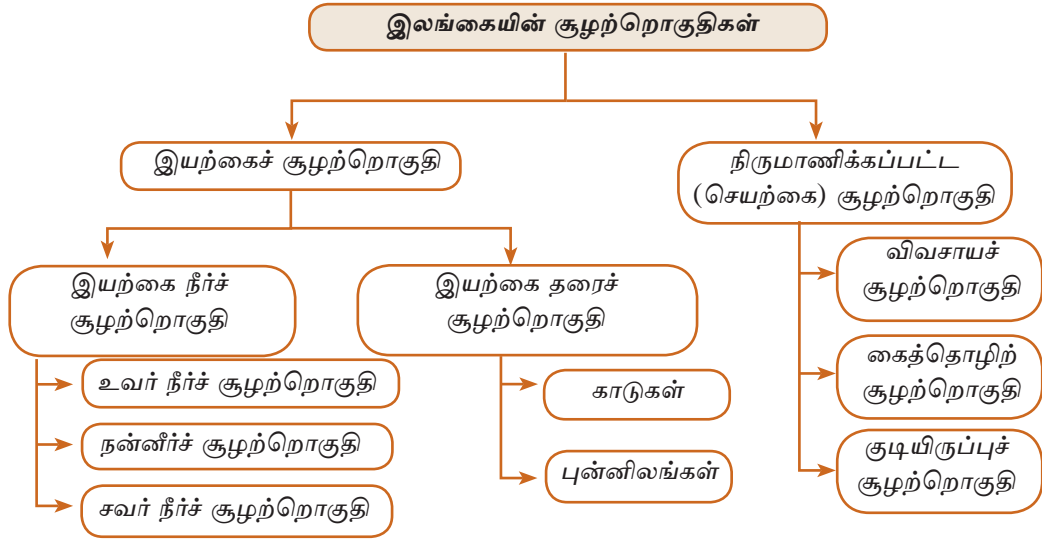 இலங்கையின் சூழற்றொகுதிகள்
இயற்கைச் சூழற்றொகுதி
நிருமாணிக்கப்பட்ட
(செயற்கை) சூழற்றொகுதி
இயற்கை நீர்ச்
சூழற்றொகுதி
இயற்கை தரைச்
சூழற்றொகுதி
விவசாயச்
சூழற்றொகுதி
உவர் நீர்ச் சூழற்றொகுதி
காடுகள்
கைத்தொழிற்
சூழற்றொகுதி
நன்னீர்ச் சூழற்றொகுதி
புன்னிலங்கள்
குடியிருப்புச்
சூழற்றொகுதி
சவர் நீர்ச் சூழற்றொகுதி